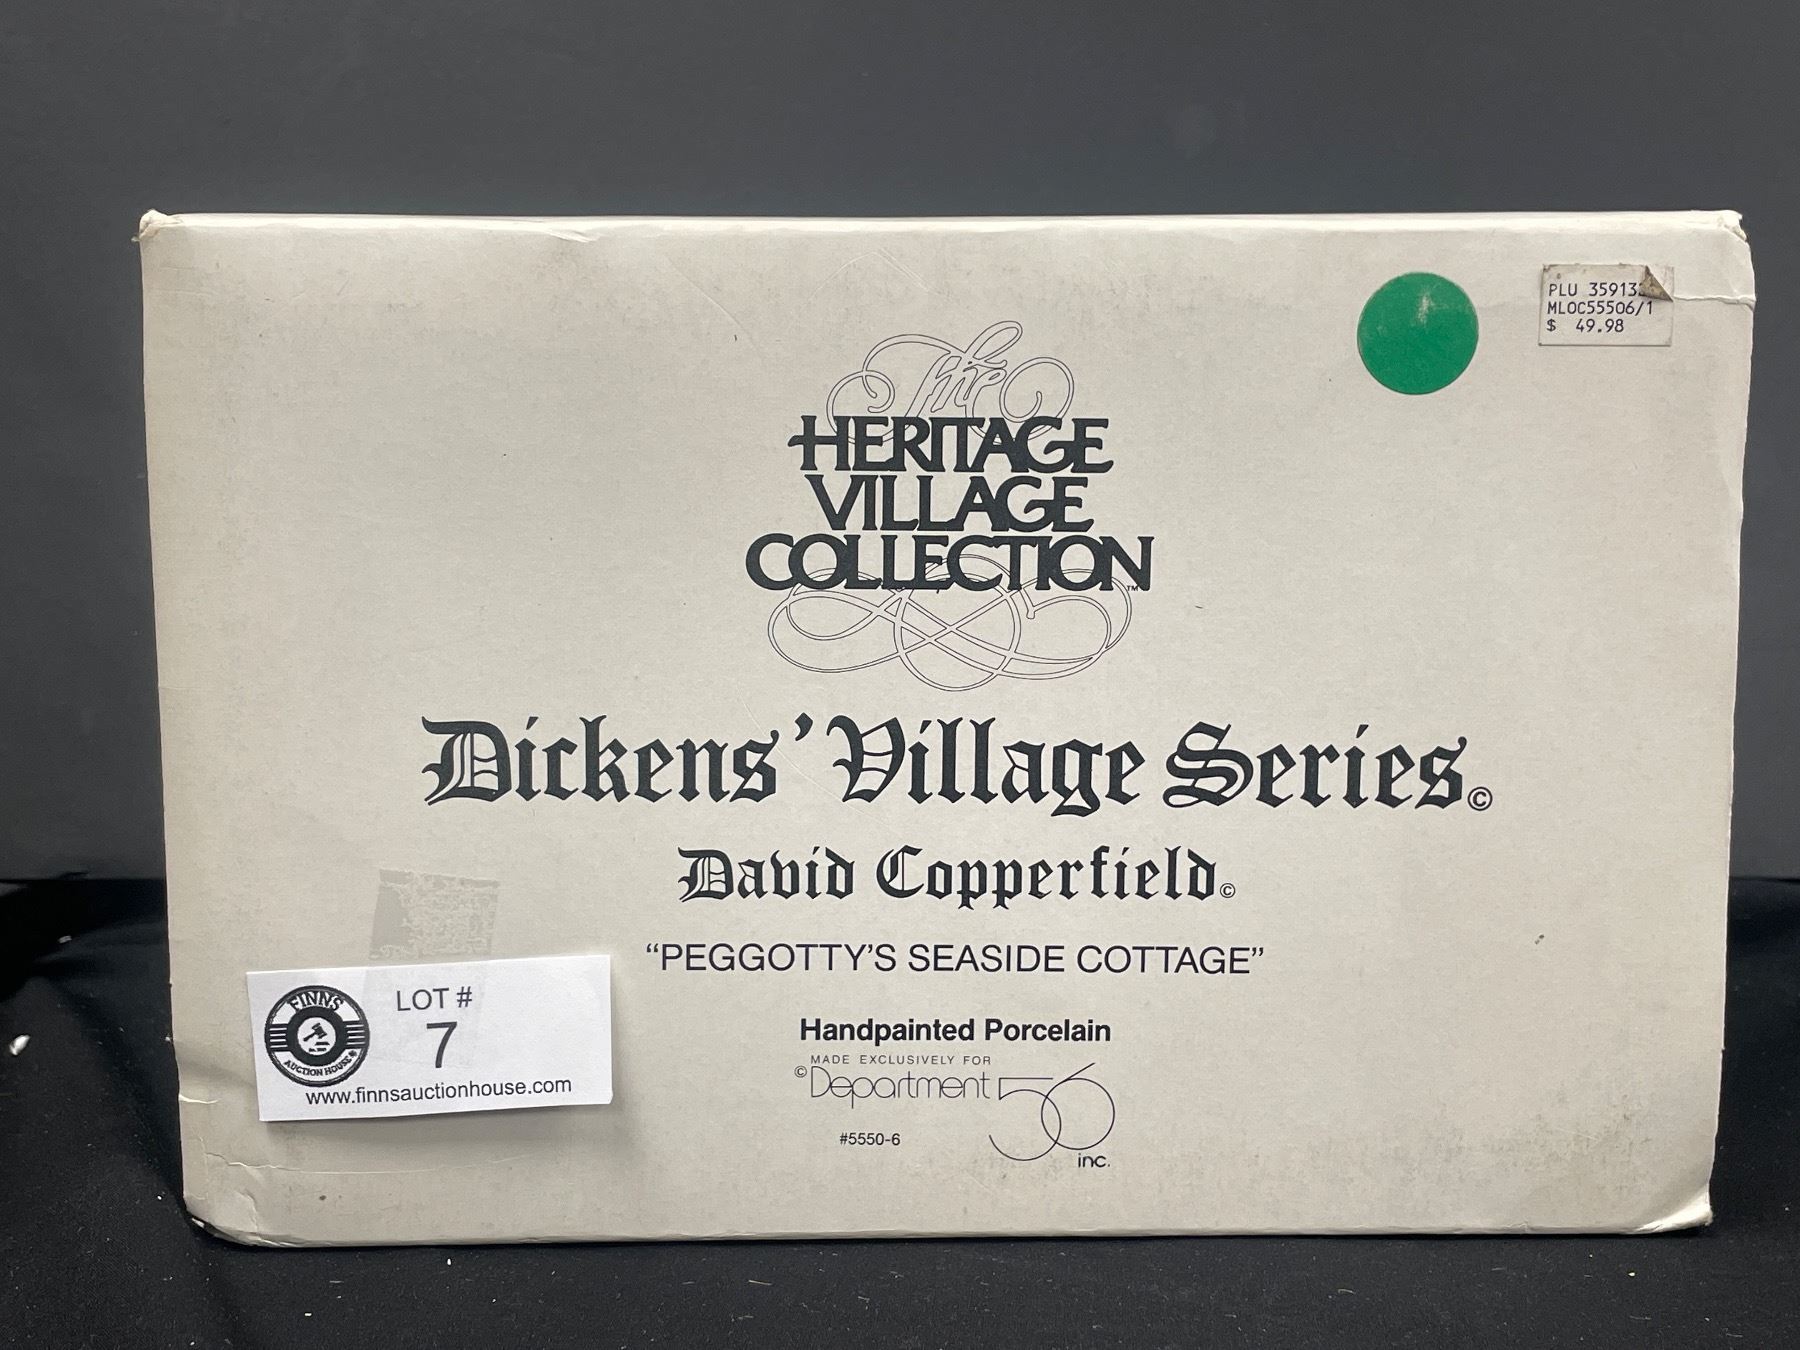 PLU 35913
MLOC55506/1
$ 49.98
The
HERITAGE
VILLAGE
COLLECTION™
Dickens' Village Series©
David Copperfield©
“PEGGOTTY’S SEASIDE COTTAGE”
Handpainted Porcelain
MADE EXCLUSIVELY FOR
©Department 56
inc.
#5550-6
FINNS
AUCTION HOUSE
LOT #
7
www.finnsauctionhouse.com